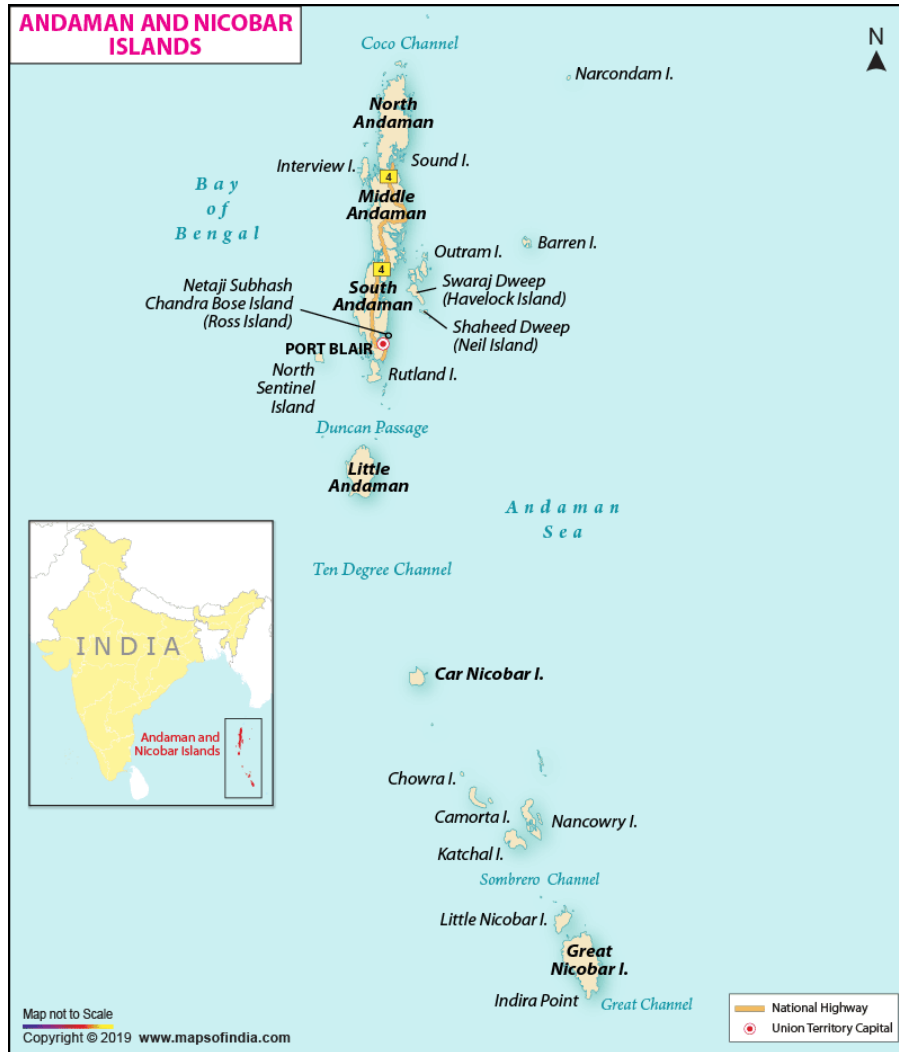 ANDAMAN AND NICOBAR
ISLANDS
Coco Channel
N
Narcondam I.
North
Andaman
Interview I.
Sound I.
4
Bay
of
Bengal
Middle
Andaman
Barren I.
Outram I.
4
Netaji Subhash
Chandra Bose Island
(Ross Island)
South
Andaman
Swaraj Dweep
(Havelock Island)
Shaheed Dweep
(Neil Island)
PORT BLAIR
North
Sentinel
Island
Rutland I.
Duncan Passage
Little
Andaman
Andaman
Sea
Ten Degree Channel
INDIA
Andaman and
Nicobar Islands
Car Nicobar I.
Chowra I.
Camorta I.
Nancowry I.
Katchal I.
Sombrero Channel
Little Nicobar I.
Great
Nicobar I.
Indira Point
Great Channel
Map not to Scale
Copyright © 2019 www.mapsofindia.com
National Highway
Union Territory Capital